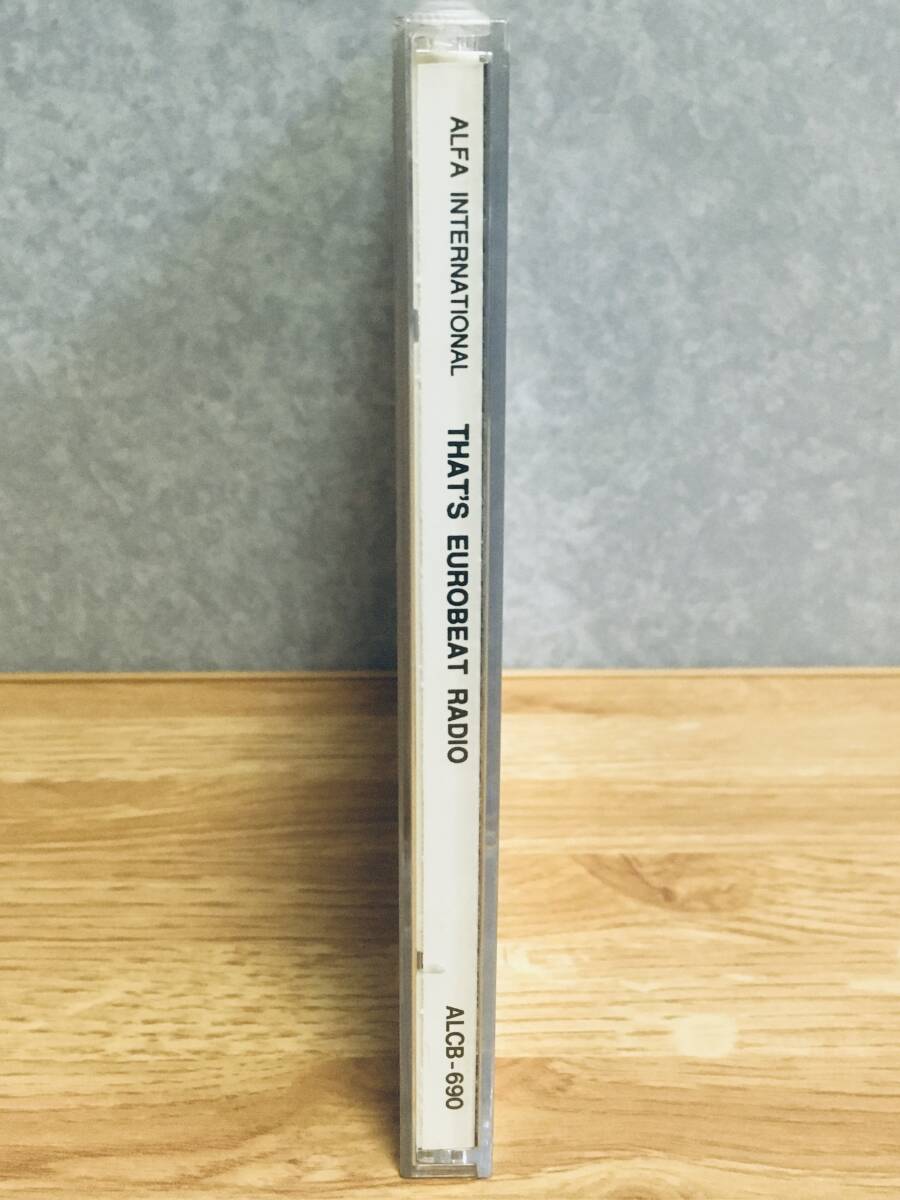 ALFA INTERNATIONAL THAT'S EUROBEAT RADIO ALCB-690